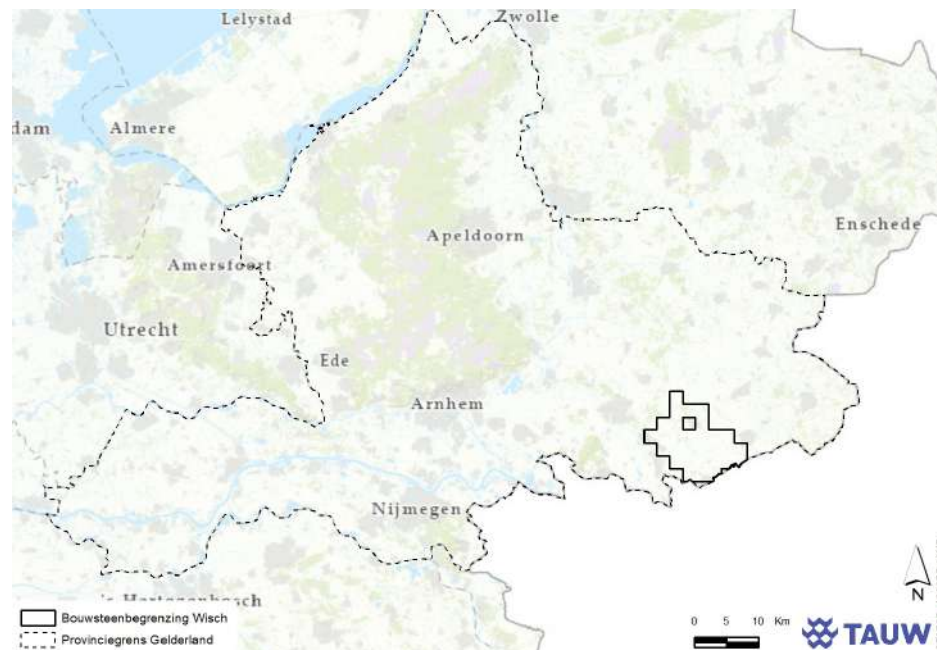 Lelystad
Zwolle
dam
Almere
Enschede
Apeldoorn
Amersfoort
Utrecht
Ede
Arnhem
Nijmegen
's Hertogenbosch
Bouwsteenbegrenzing Wisch
Provinciegrens Gelderland
N
0 5 10 Km
TAUW